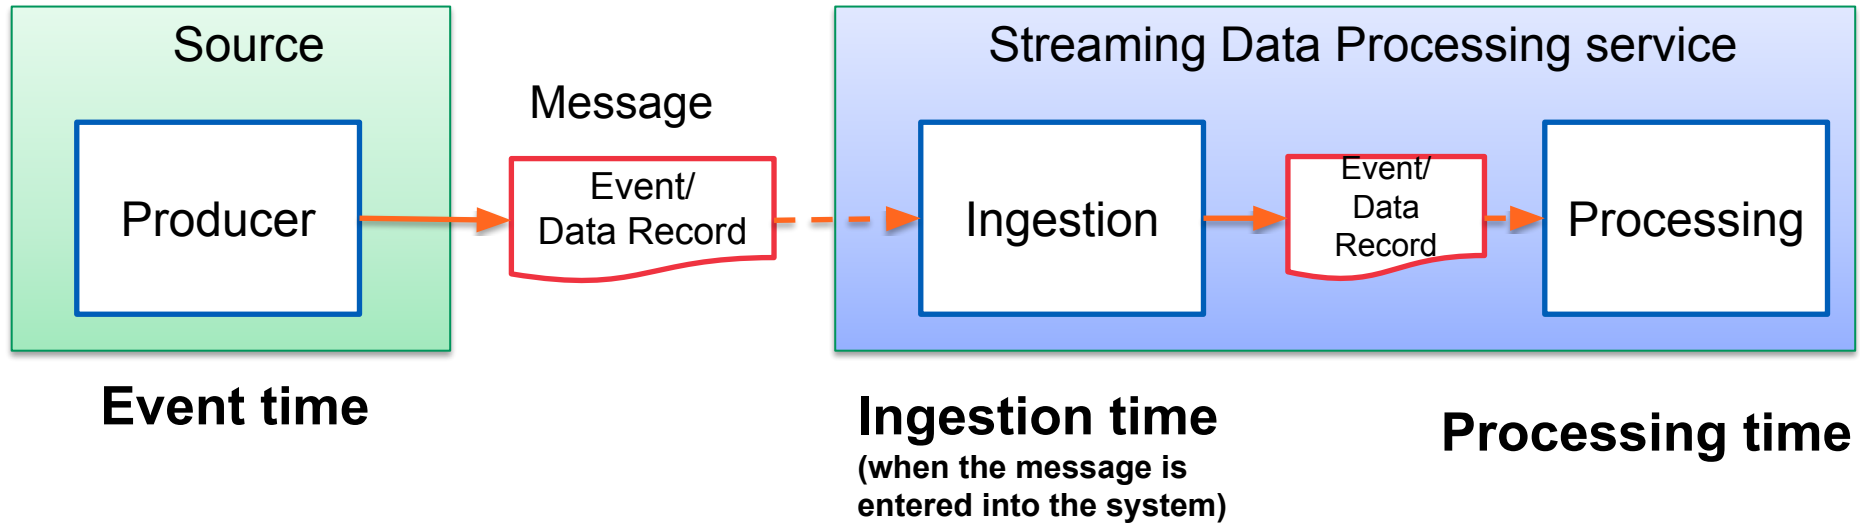 Source
Producer
Message
Event/
Data Record
Streaming Data Processing service
Ingestion
Event/
Data
Record
Processing
Event time
Ingestion time
(when the message is
entered into the system)
Processing time